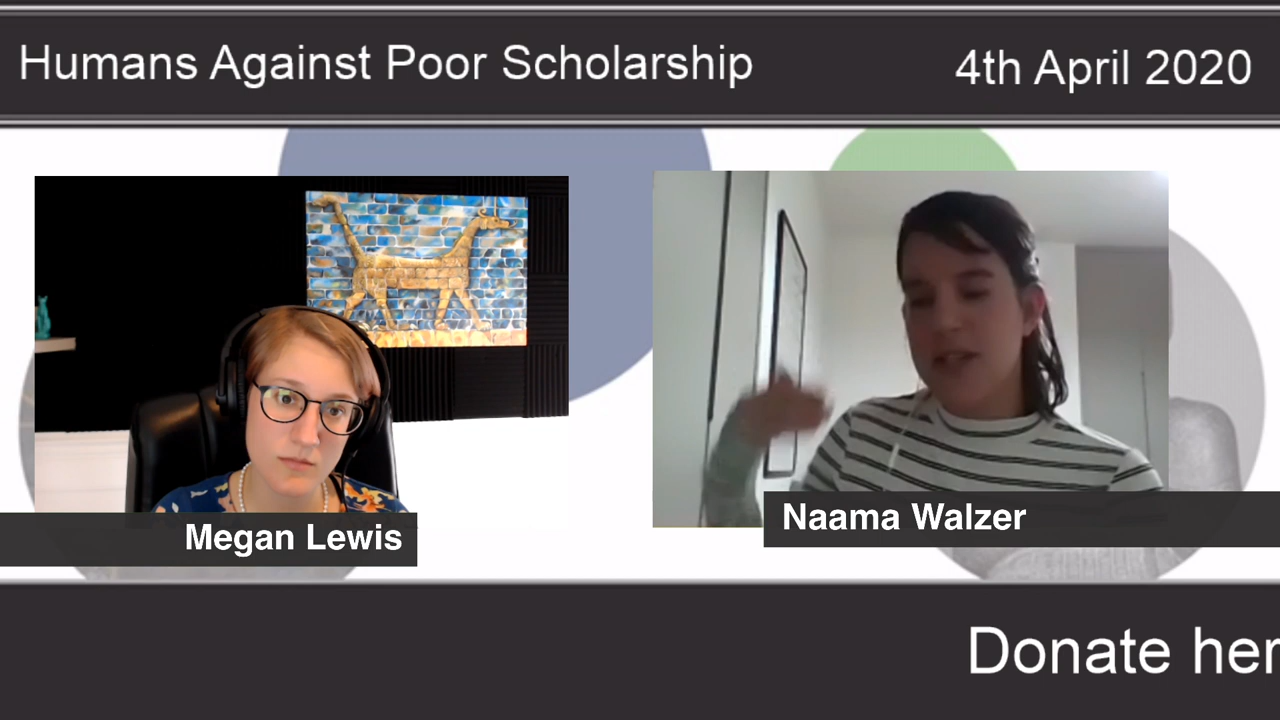 Humans Against Poor Scholarship
4th April 2020
Megan Lewis
Naama Walzer
Donate her